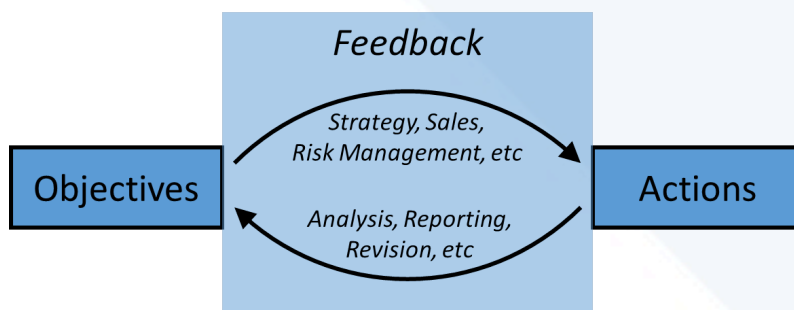 Feedback
Strategy, Sales,
Risk Management, etc
Objectives
Actions
Analysis, Reporting,
Revision, etc